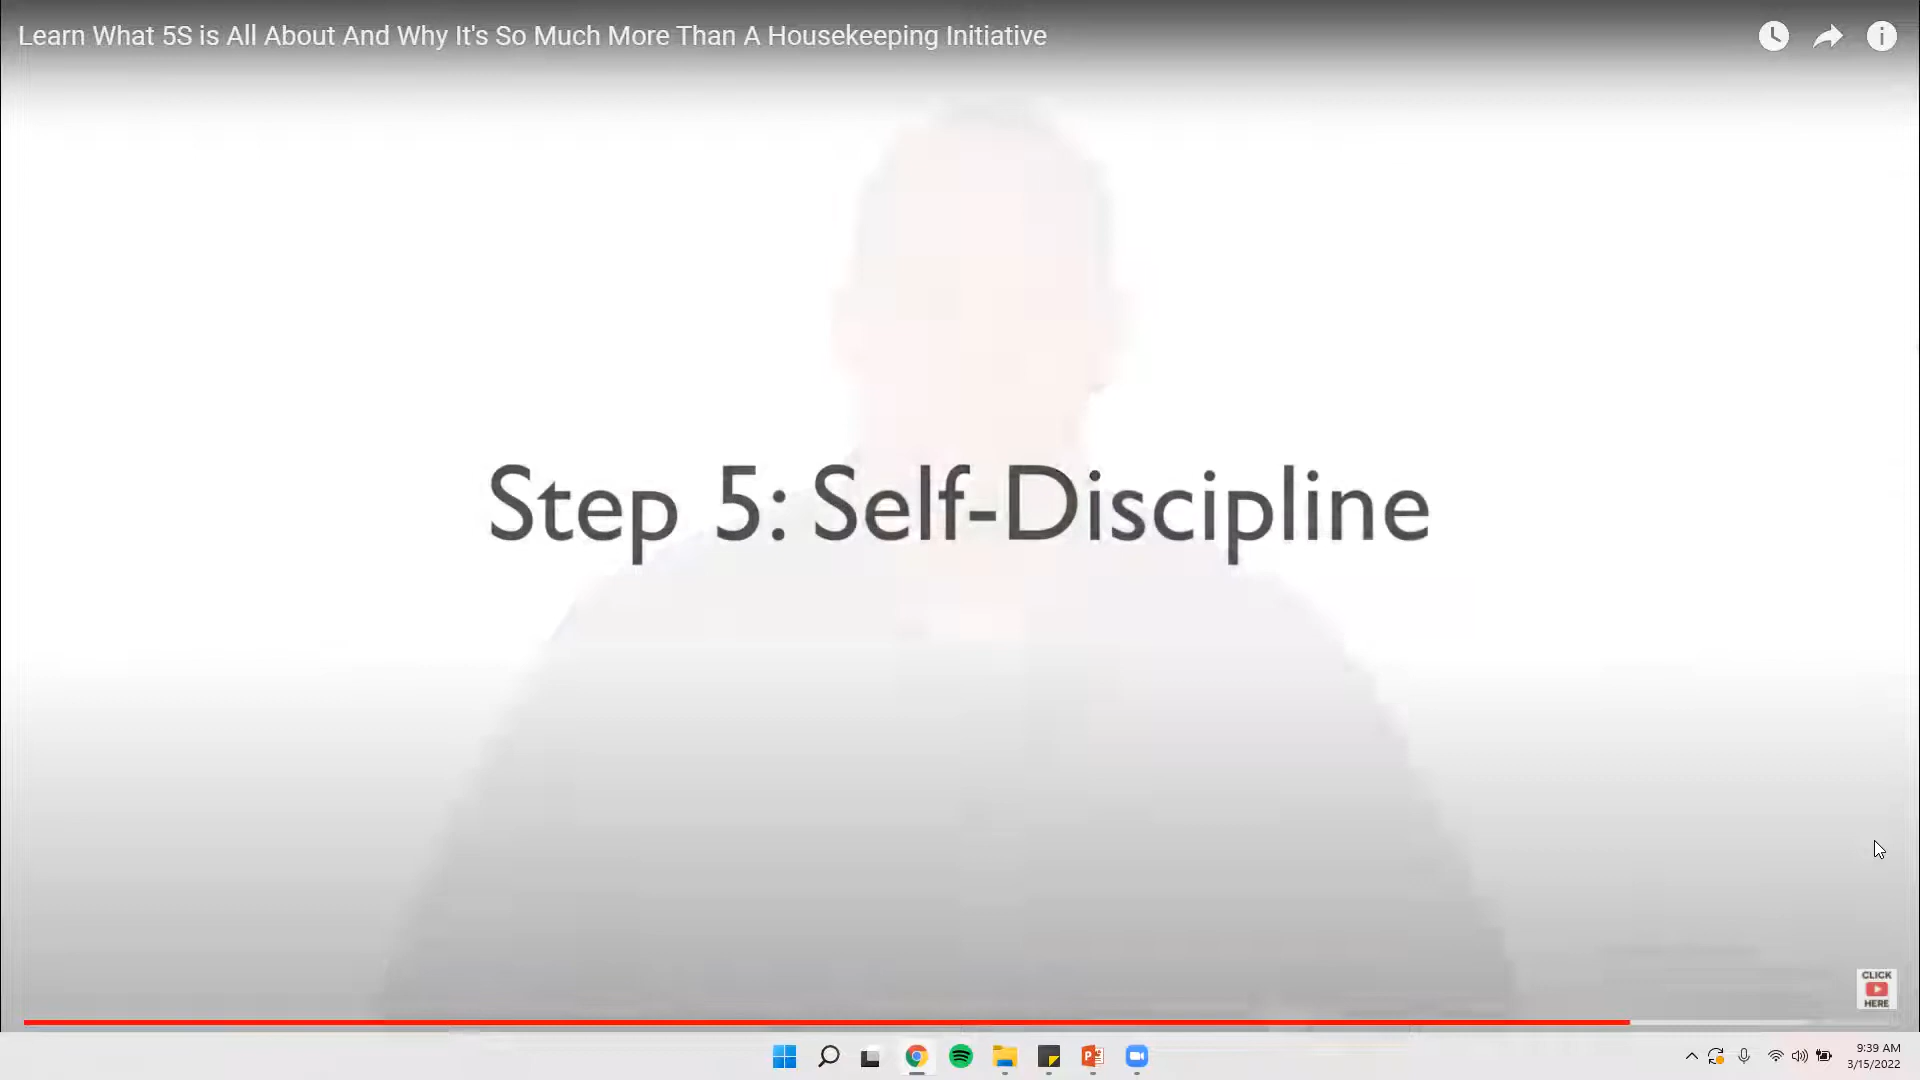 Learn What 5S is All About And Why It's So Much More Than A Housekeeping Initiative
Step 5: Self-Discipline
CLICK
HERE
9:39 AM
3/15/2022